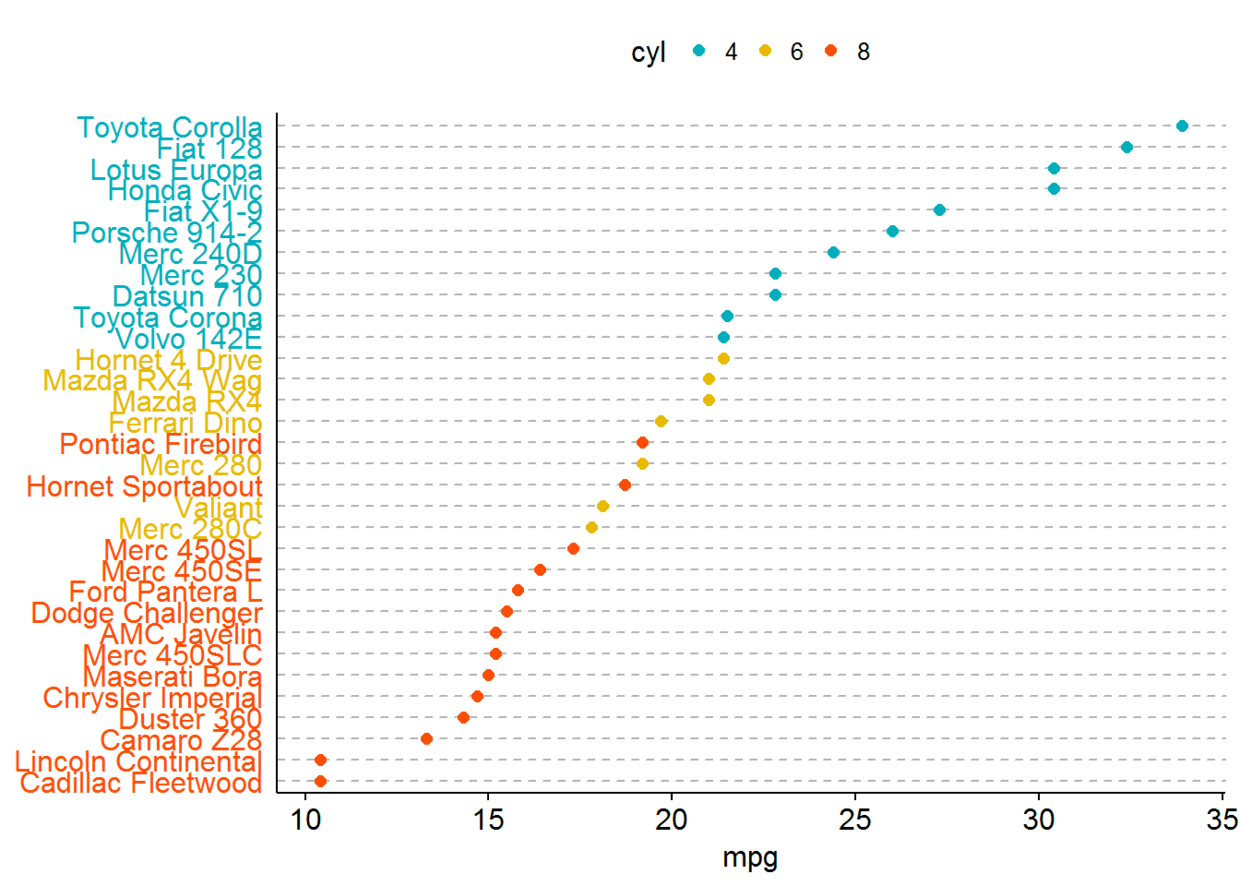 cyl 4 6 8
Toyota Corolla
Fiat 128
Lotus Europa
Honda Civic
Fiat X1-9
Porsche 914-2
Merc 240D
Merc 230
Datsun 710
Toyota Corona
Volvo 142E
Hornet 4 Drive
Mazda RX4 Wag
Mazda RX4
Ferrari Dino
Pontiac Firebird
Merc 280
Hornet Sportabout
Valiant
Merc 280C
Merc 450SL
Merc 450SE
Ford Pantera L
Dodge Challenger
AMC Javelin
Merc 450SLC
Maserati Bora
Chrysler Imperial
Duster 360
Camaro Z28
Lincoln Continental
Cadillac Fleetwood
10 15 20 25 30 35
mpg